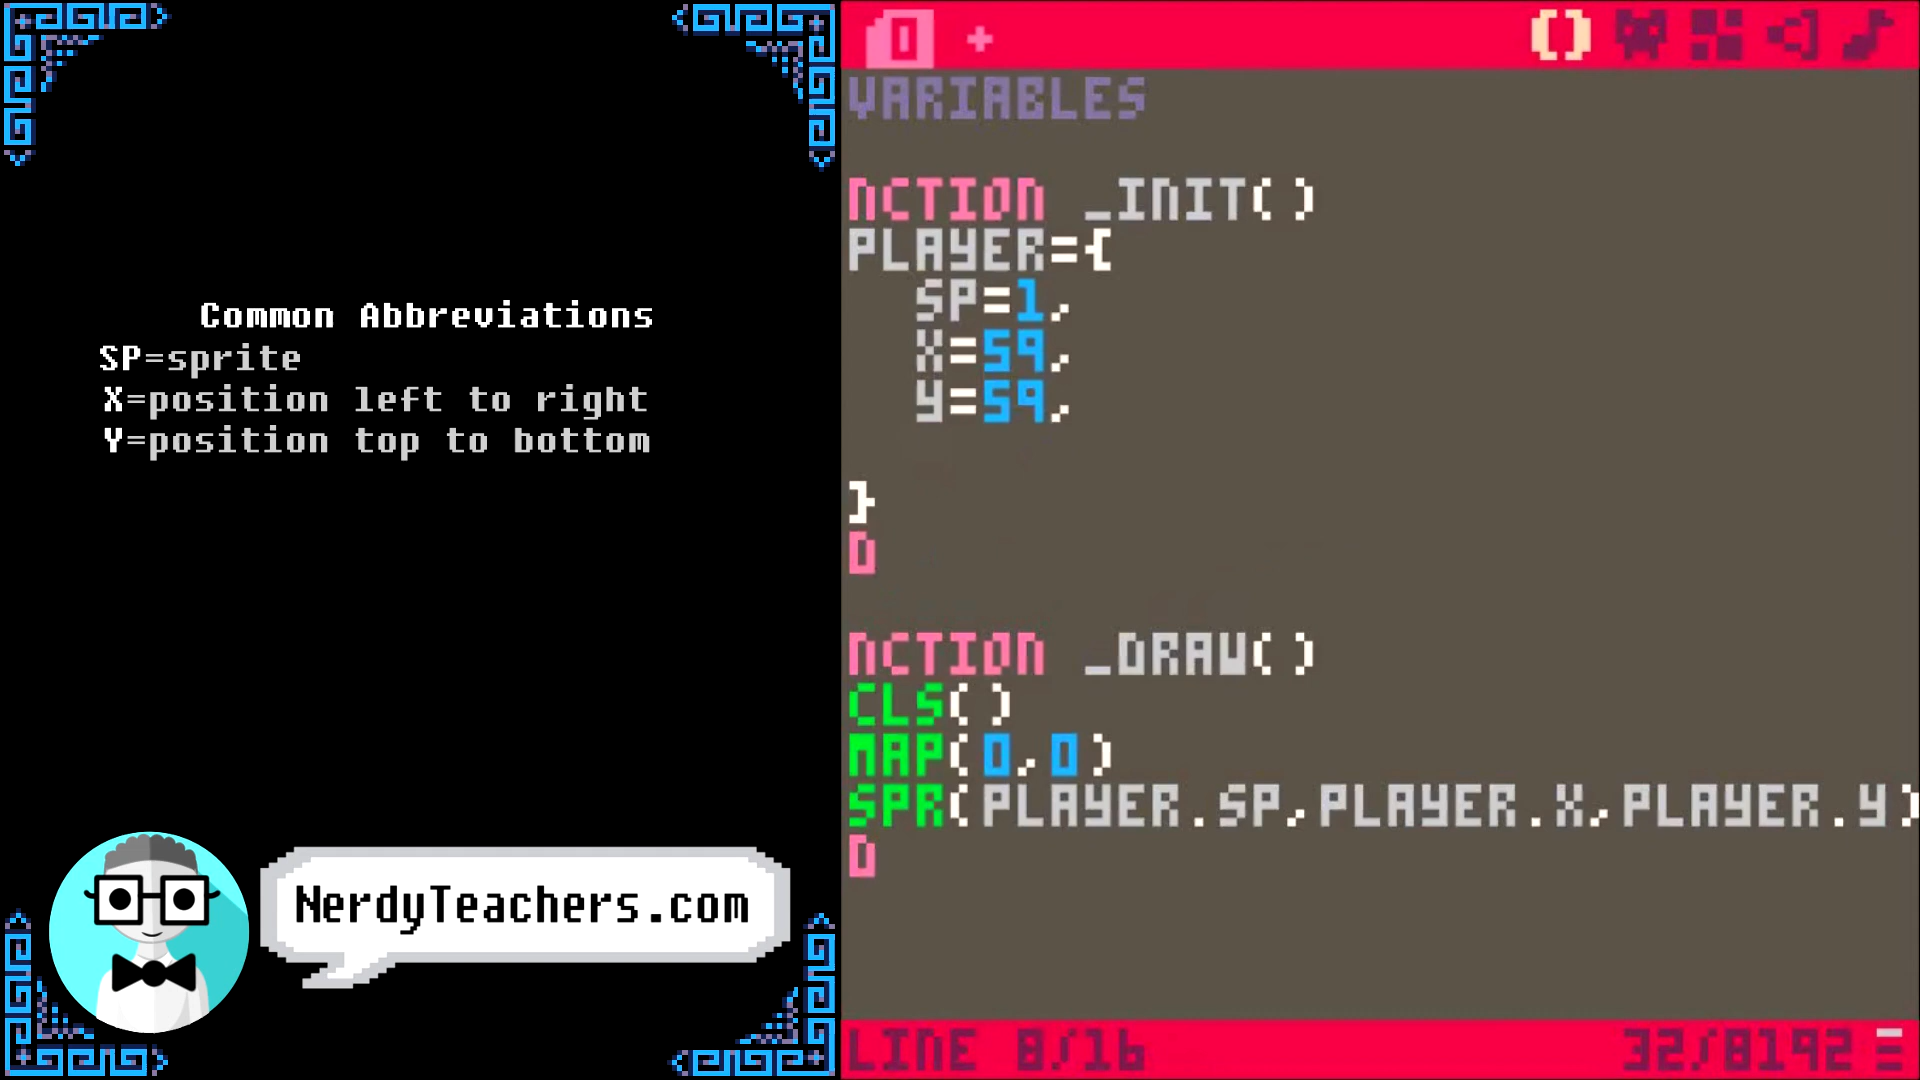 Common Abbreviations
SP=sprite
X=position left to right
Y=position top to bottom
NerdyTeachers.com
0 +
VARIABLES
NCTION _INIT()
PLAYER={
SP=1,
X=59,
Y=59,
}
D
NCTION _DRAW()
CLS()
MAP(0,0)
SPR(PLAYER.SP,PLAYER.X,PLAYER.Y)
D
LINE 8/16 32/8192